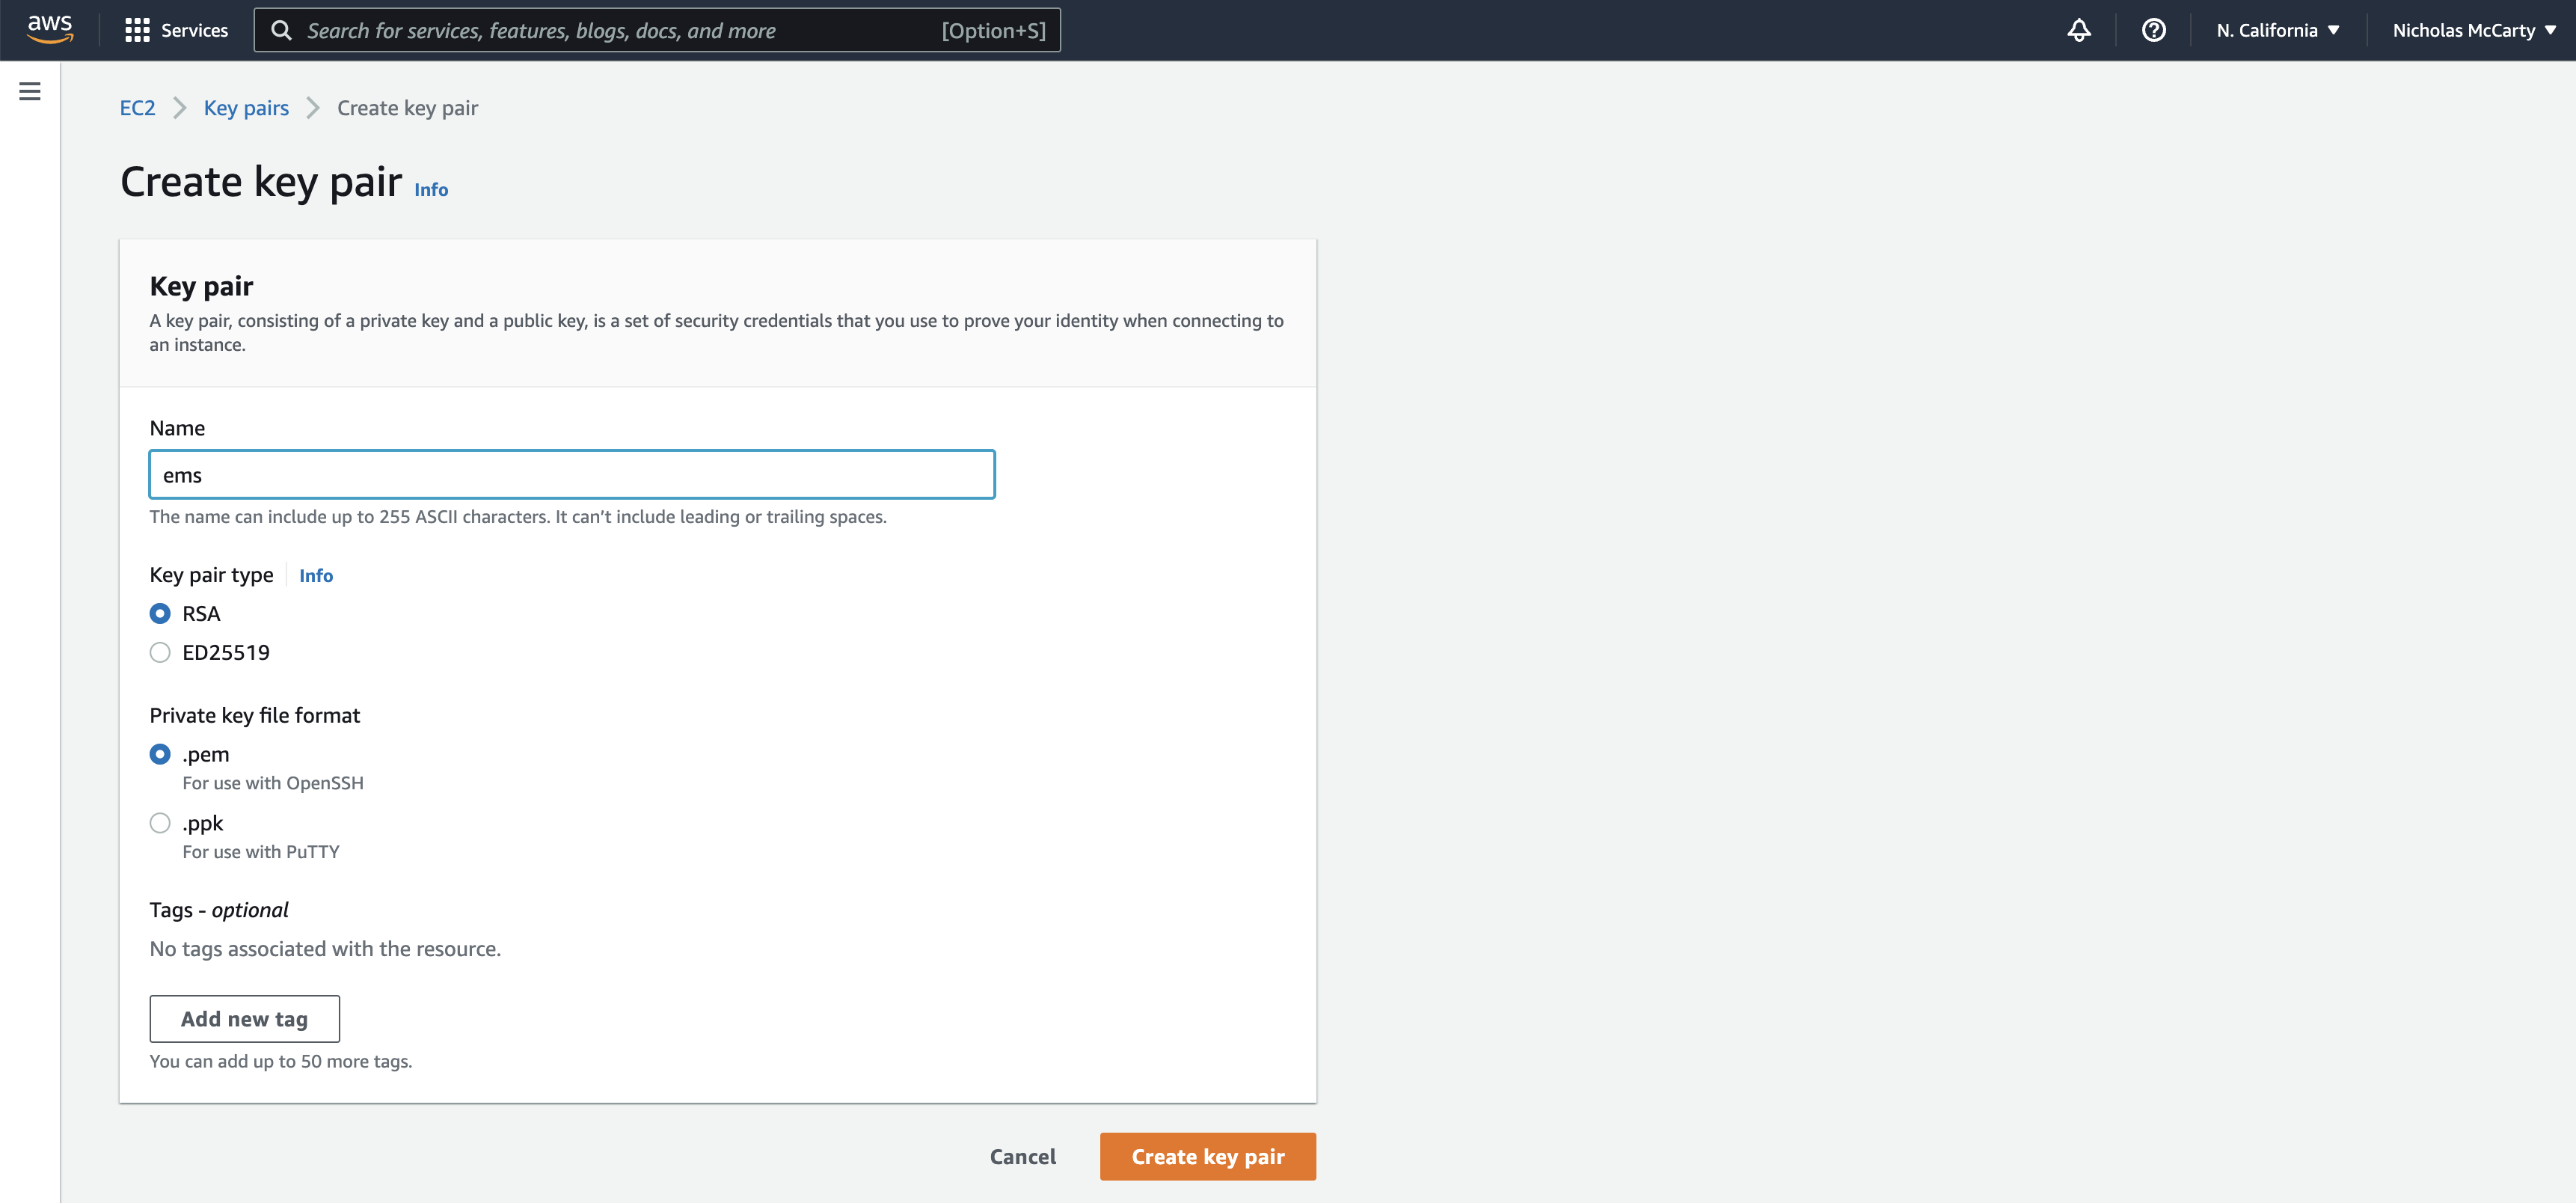 aws
Services
Search for services, features, blogs, docs, and more
[Option+S]
N. California
Nicholas McCarty
EC2
Key pairs
Create key pair
Create key pair
Info
Key pair
A key pair, consisting of a private key and a public key, is a set of security credentials that you use to prove your identity when connecting to
an instance.
Name
ems
The name can include up to 255 ASCII characters. It can’t include leading or trailing spaces.
Key pair type
Info
RSA
ED25519
Private key file format
.pem
For use with OpenSSH
.ppk
For use with PuTTY
Tags - optional
No tags associated with the resource.
Add new tag
You can add up to 50 more tags.
Cancel
Create key pair